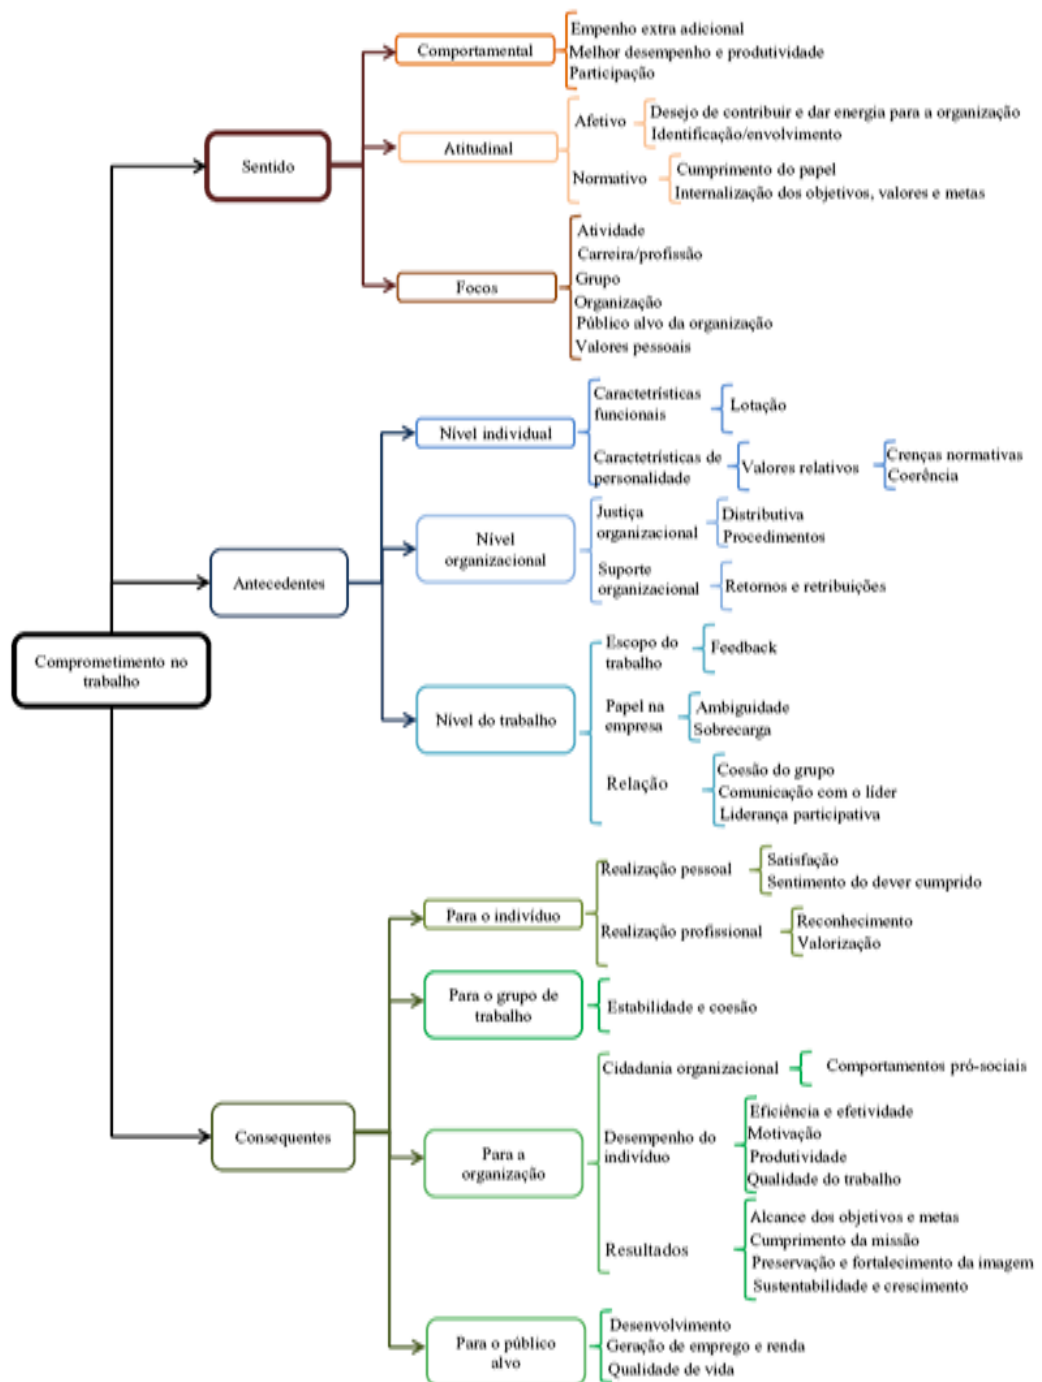 Comprometimento no
trabalho
Sentido
Comportamental
Empenho extra adicional
Melhor desempenho e produtividade
Participação
Atitudinal
Afetivo
Desejo de contribuir e dar energia para a organização
Identificação/envolvimento
Normativo
Cumprimento do papel
Internalização dos objetivos, valores e metas
Focos
Atividade
Carreira/profissão
Grupo
Organização
Público alvo da organização
Valores pessoais
Antecedentes
Nível individual
Caractetrísticas
funcionais
Lotação
Caractetrísticas de
personalidade
Valores relativos
Crenças normativas
Coerência
Nível
organizacional
Justiça
organizacional
Distributiva
Procedimentos
Suporte
organizacional
Retornos e retribuições
Nível do trabalho
Escopo do
trabalho
Feedback
Papel na
empresa
Ambiguidade
Sobrecarga
Relação
Coesão do grupo
Comunicação com o líder
Liderança participativa
Consequentes
Para o indivíduo
Realização pessoal
Satisfação
Sentimento do dever cumprido
Realização profissional
Reconhecimento
Valorização
Para o grupo de
trabalho
Estabilidade e coesão
Para a
organização
Cidadania organizacional
Comportamentos pró-sociais
Desempenho do
indivíduo
Eficiência e efetividade
Motivação
Produtividade
Qualidade do trabalho
Resultados
Alcance dos objetivos e metas
Cumprimento da missão
Preservação e fortalecimento da imagem
Sustentabilidade e crescimento
Para o público
alvo
Desenvolvimento
Geração de emprego e renda
Qualidade de vida